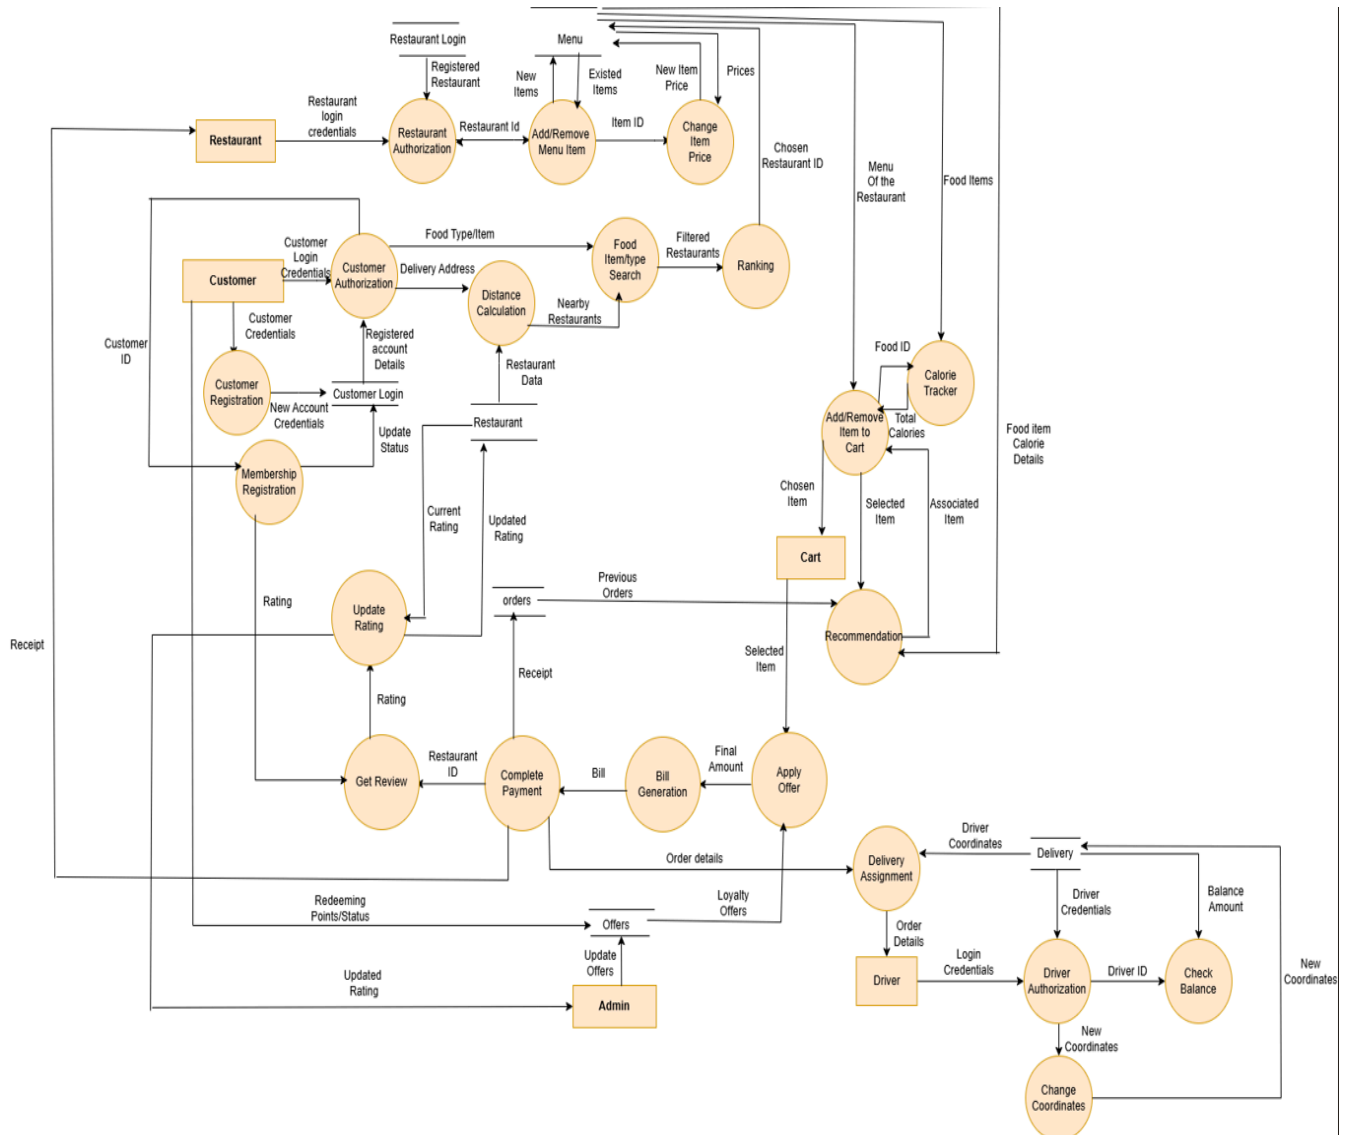 Restaurant Login
Menu
Registered
Restaurant
New
Items
Existed
Items
New Item
Price
Prices
Restaurant
login
credentials
Restaurant
Restaurant
Authorization
Restaurant Id
Add/Remove
Menu Item
Item ID
Change
Item
Price
Chosen
Restaurant ID
Menu
Of the
Restaurant
Food Items
Customer
Login
Credentials
Food Type/Item
Customer
Customer
Authorization
Delivery Address
Distance
Calculation
Food
Item/type
Search
Filtered
Restaurants
Ranking
Nearby
Restaurants
Customer
Credentials
Customer
ID
Registered
account
Details
Restaurant
Data
Customer
Registration
New Account
Credentials
Customer Login
Food ID
Calorie
Tracker
Add/Remove
Item to
Cart
Total
Calories
Restaurant
Update
Status
Membership
Registration
Food item
Calorie
Details
Current
Rating
Updated
Rating
Chosen
Item
Selected
Item
Associated
Item
Cart
Rating
Update
Rating
orders
Previous
Orders
Recommendation
Receipt
Receipt
Selected
Item
Rating
Get Review
Restaurant
ID
Complete
Payment
Bill
Bill
Generation
Final
Amount
Apply
Offer
Order details
Delivery
Assignment
Driver
Coordinates
Delivery
Redeeming
Points/Status
Loyalty
Offers
Offers
Driver
Credentials
Balance
Amount
Order
Details
Update
Offers
Updated
Rating
Admin
Driver
Login
Credentials
Driver
Authorization
Driver ID
Check
Balance
New
Coordinates
New
Coordinates
Change
Coordinates